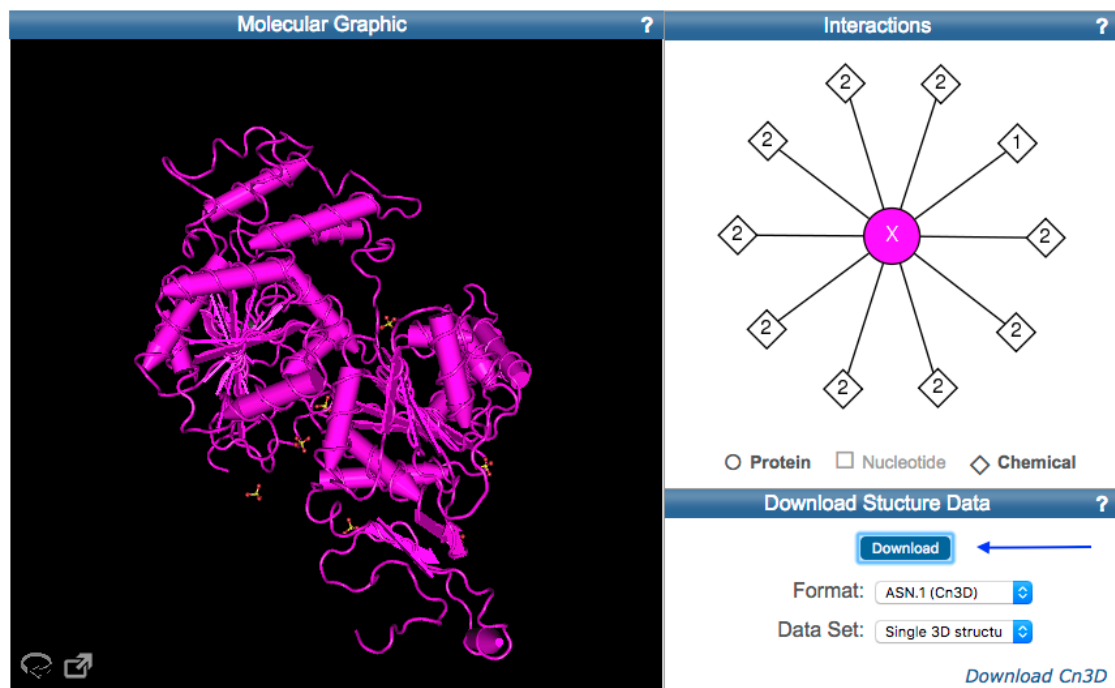 Molecular Graphic ?
Interactions ?
2 2
2 1
X
2 2
2 2
2 2
Protein Nucleotide Chemical
Download Stucture Data ?
Download
Format: ASN.1 (Cn3D)
Data Set: Single 3D structu
Download Cn3D